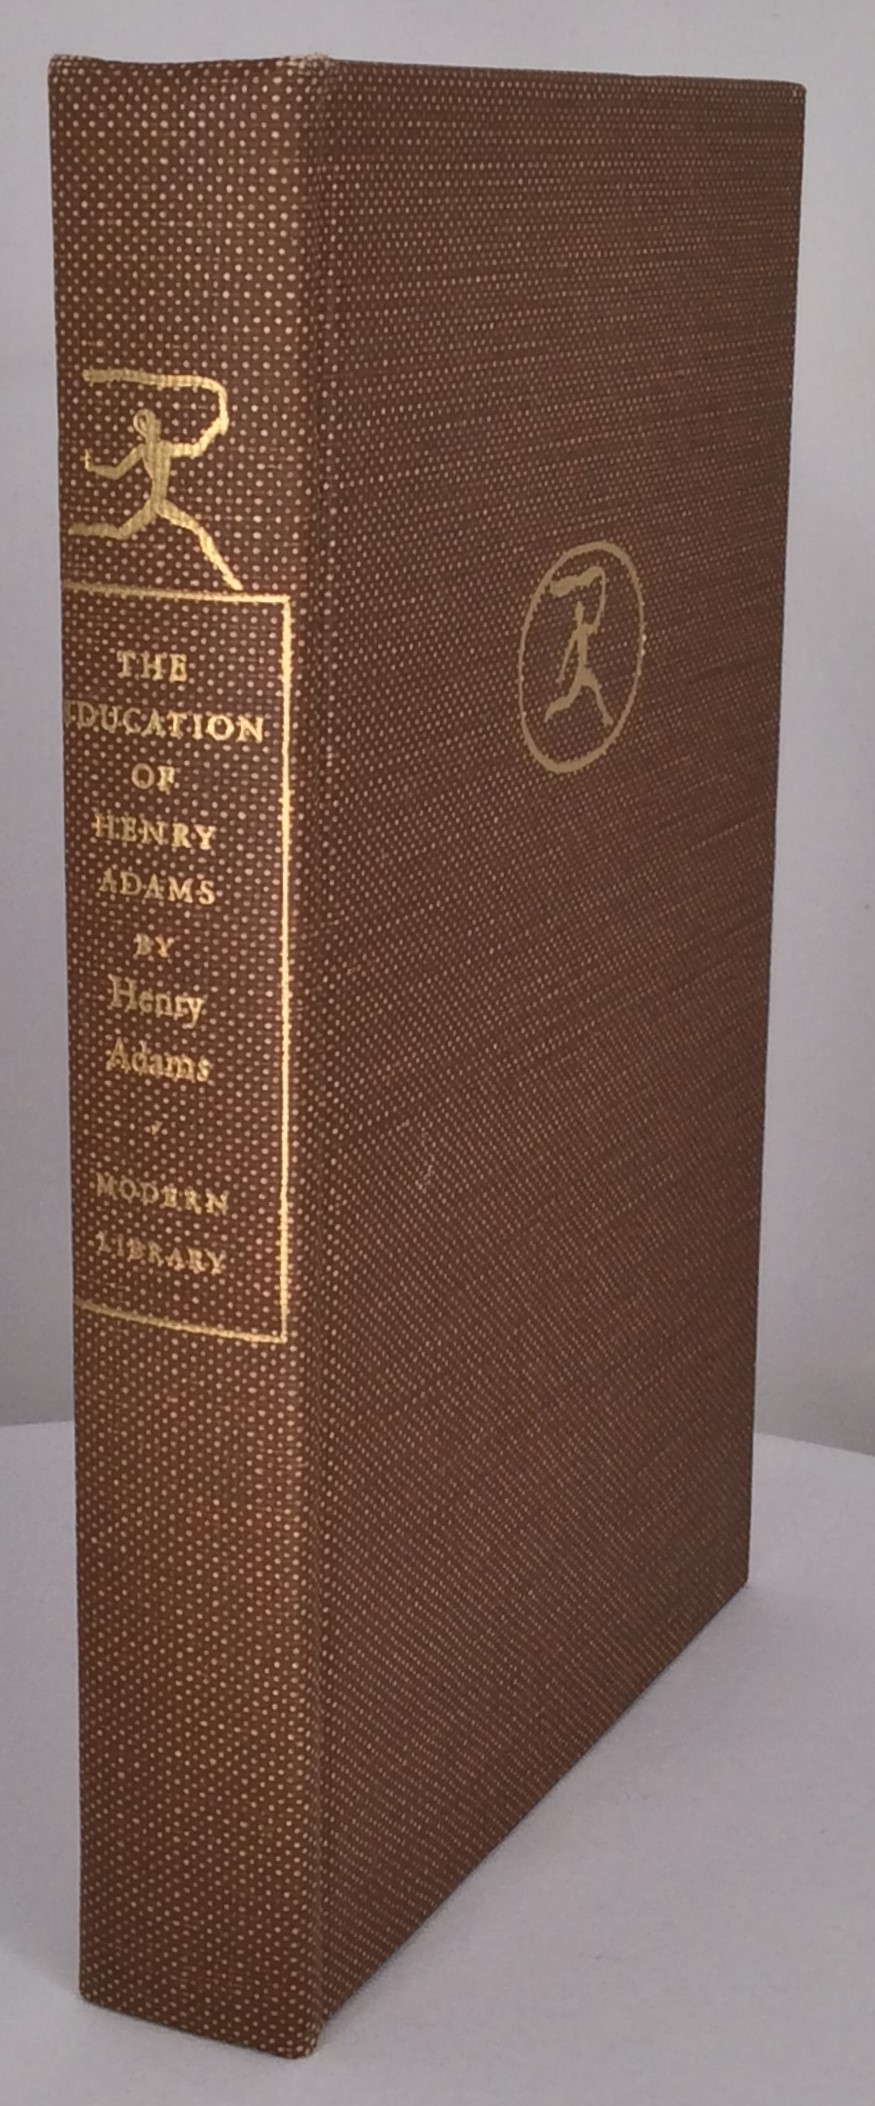 THE
EDUCATION
OF
HENRY
ADAMS
BY
Henry
Adams
MODERN
LIBRARY